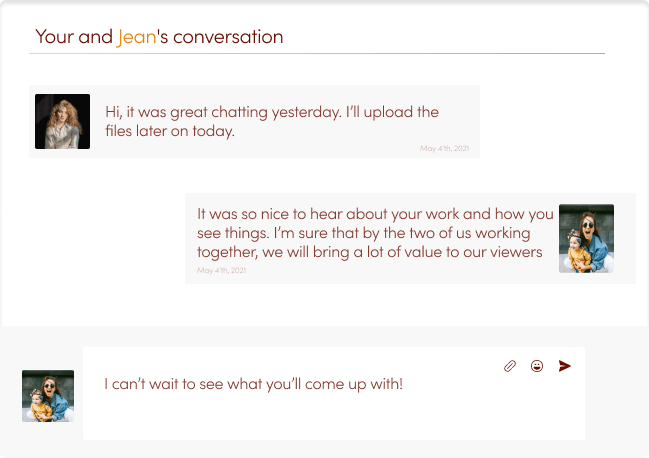 Your and Jean's conversation
Hi, it was great chatting yesterday. I'll upload the
files later on today.
May 4th, 2021
It was so nice to hear about your work and how you
see things. I'm sure that by the two of us working
together, we will bring a lot of value to our viewers
May 4th, 2021
I can't wait to see what you'll come up with!